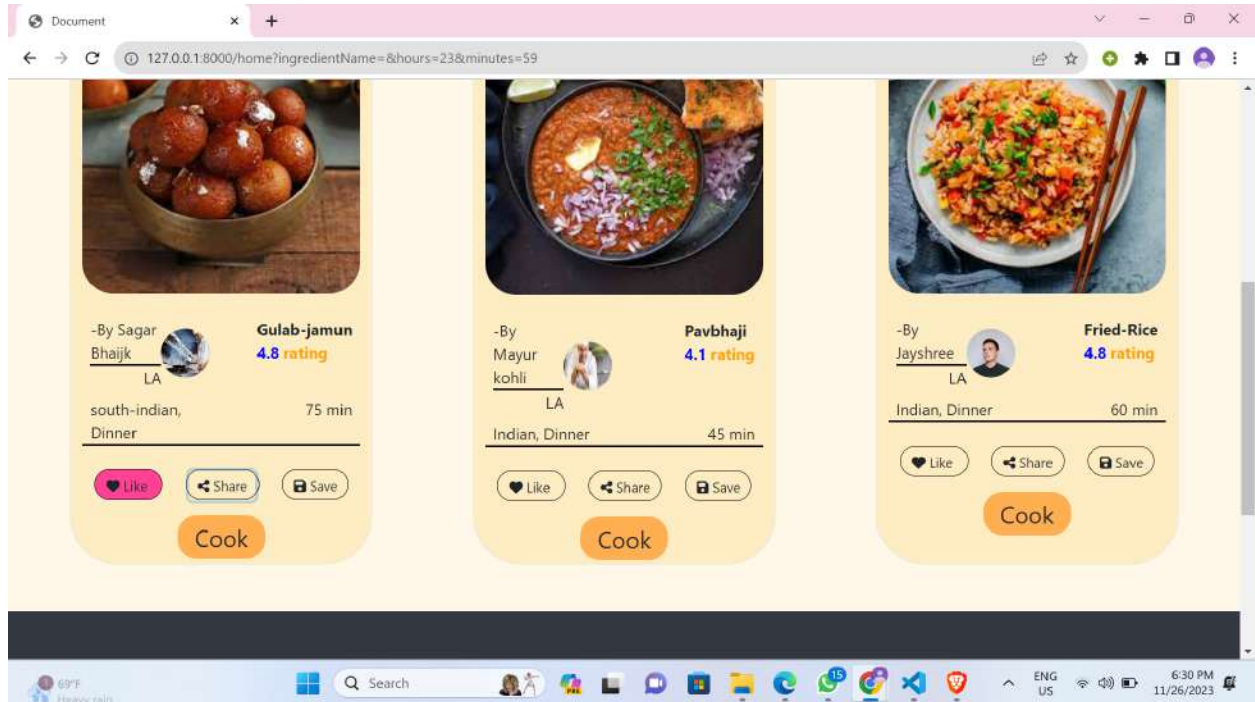 Document
127.0.0.1:8000/home?ingredientName=&hours=23&minutes=59
-By Sagar
Bhaijk
LA
Gulab-jamun
4.8 rating
south-indian,
Dinner
75 min
Like
Share
Save
Cook
-By
Mayur
kohli
LA
Pavbhaji
4.1 rating
Indian, Dinner
45 min
Like
Share
Save
Cook
-By
Jayshree
LA
Fried-Rice
4.8 rating
Indian, Dinner
60 min
Like
Share
Save
Cook
69°F
Heavy rain
Search
PRE
15
ENG
US
6:30 PM
11/26/2023